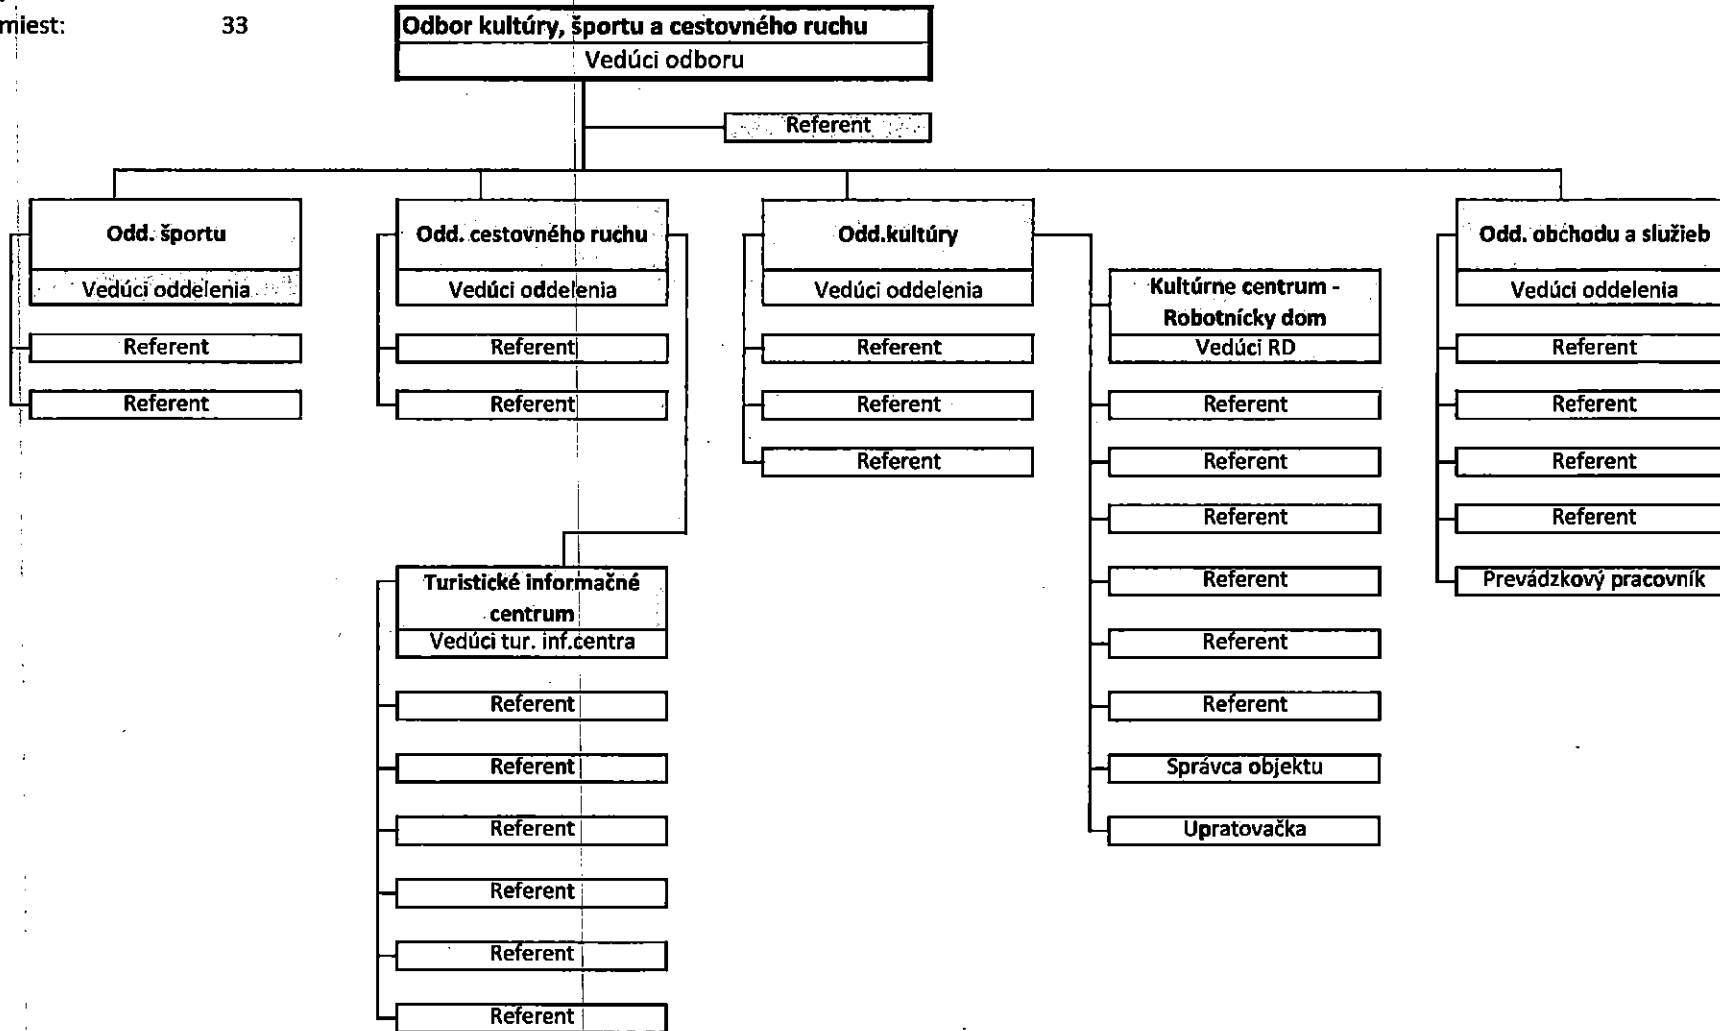 miest: 33
Odbor kultúry, športu a cestovného ruchu
Vedúci odboru
Referent
Odd. športu
Vedúci oddelenia
Referent
Referent
Odd. cestovného ruchu
Vedúci oddelenia
Referent
Referent
Turistické informačné
centrum
Vedúci tur. inf.centra
Referent
Referent
Referent
Referent
Referent
Referent
Odd.kultúry
Vedúci oddelenia
Referent
Referent
Referent
Kultúrne centrum -
Robotnícky dom
Vedúci RD
Referent
Referent
Referent
Referent
Referent
Referent
Správca objektu
Upratovačka
Odd. obchodu a služieb
Vedúci oddelenia
Referent
Referent
Referent
Referent
Prevádzkový pracovník